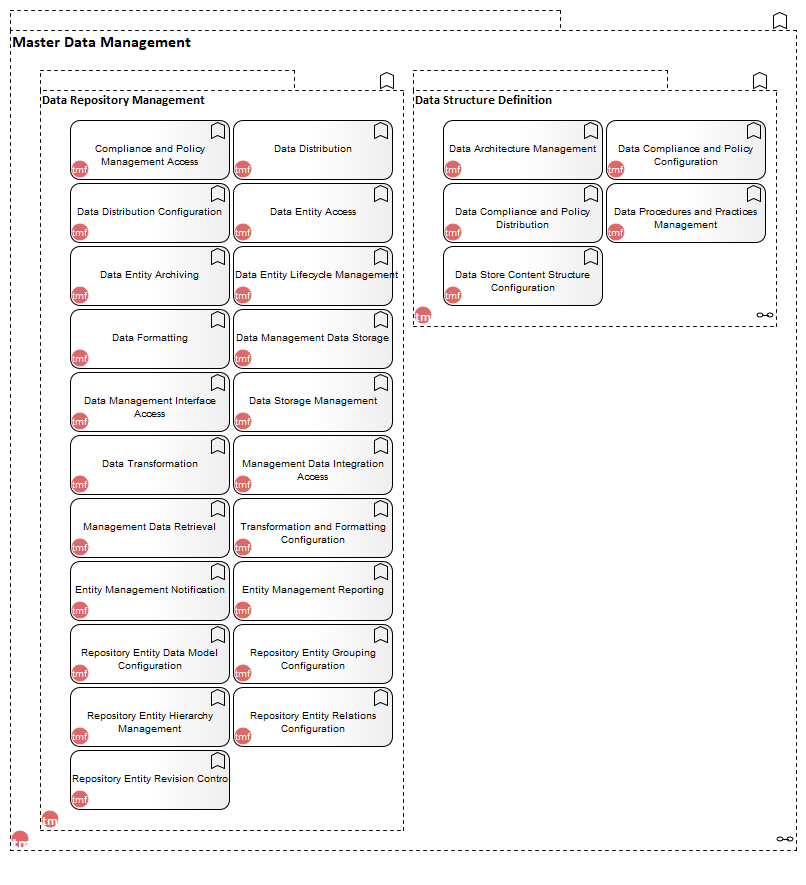 Master Data Management
Data Repository Management
Compliance and Policy
Management Access
tmf
Data Distribution
tmf
Data Distribution Configuration
tmf
Data Entity Access
tmf
Data Entity Archiving
tmf
Data Entity Lifecycle Management
tmf
Data Formatting
tmf
Data Management Data Storage
tmf
Data Management Interface
Access
tmf
Data Storage Management
tmf
Data Transformation
tmf
Management Data Integration
Access
tmf
Management Data Retrieval
tmf
Transformation and Formatting
Configuration
tmf
Entity Management Notification
tmf
Entity Management Reporting
tmf
Repository Entity Data Model
Configuration
tmf
Repository Entity Grouping
Configuration
tmf
Repository Entity Hierarchy
Management
tmf
Repository Entity Relations
Configuration
tmf
Repository Entity Revision Contro
tmf
tm
Data Structure Definition
Data Architecture Management
tmf
Data Compliance and Policy
Configuration
tmf
Data Compliance and Policy
Distribution
tmf
Data Procedures and Practices
Management
tmf
Data Store Content Structure
Configuration
tmf
tm
tm